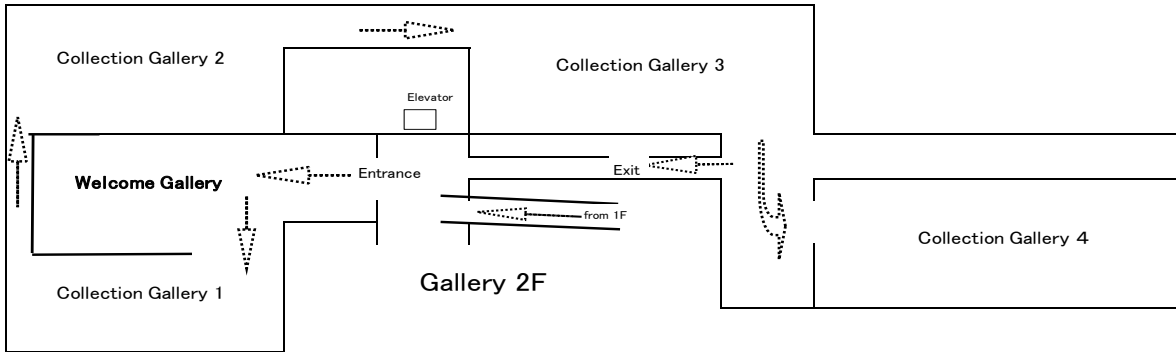 Collection Gallery 2
Collection Gallery 3
Elevator
Welcome Gallery
Entrance
Exit
from 1F
Collection Gallery 4
Gallery 2F
Collection Gallery 1